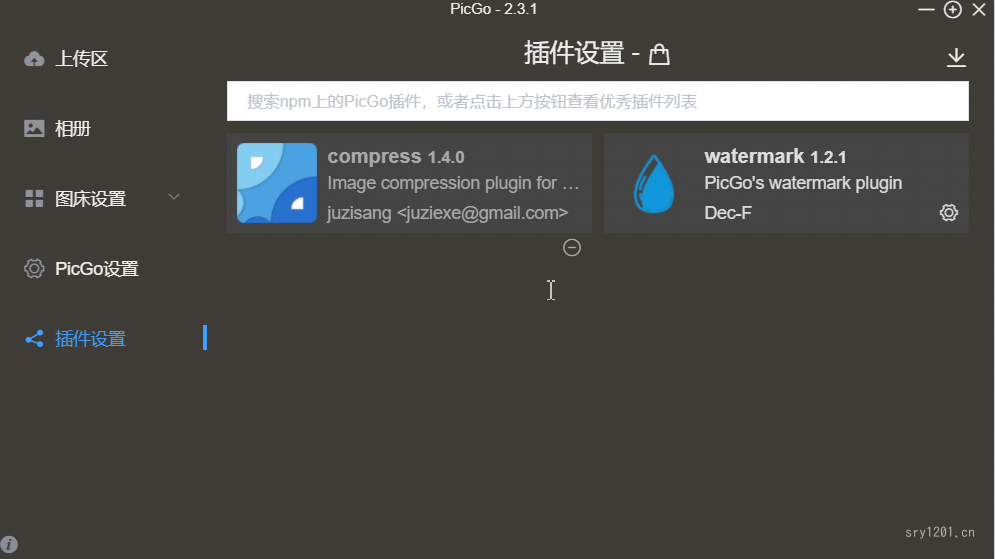 PicGo - 2.3.1
上传区
相册
图床设置
PicGo设置
插件设置
插件设置 -
搜索npm上的PicGo插件，或者点击上方按钮查看优秀插件列表
compress 1.4.0
Image compression plugin for ...
juzisang <juziexe@gmail.com>
watermark 1.2.1
PicGo's watermark plugin
Dec-F
sry1201.cn